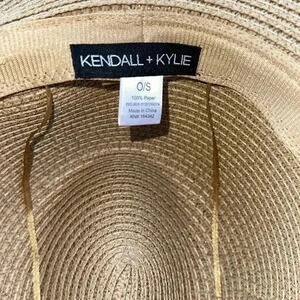 KENDALL + KYLIE
O/S
100% Paper
Made in China